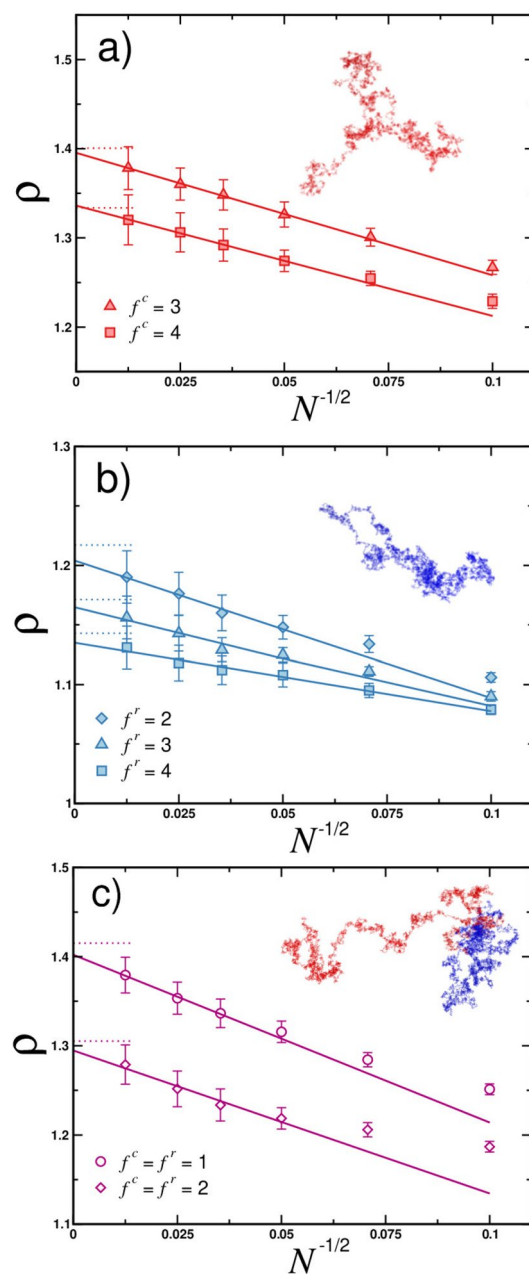 a)
1.5
1.4
1.3
1.2
ρ
f^c = 3
f^c = 4
0
0.025
0.05
0.075
0.1
N^{-1/2}
b)
1.3
1.2
1.1
1
ρ
f^r = 2
f^r = 3
f^r = 4
0
0.025
0.05
0.075
0.1
N^{-1/2}
c)
1.5
1.4
1.3
1.2
1.1
ρ
f^c = f^r = 1
f^c = f^r = 2
0
0.025
0.05
0.075
0.1
N^{-1/2}